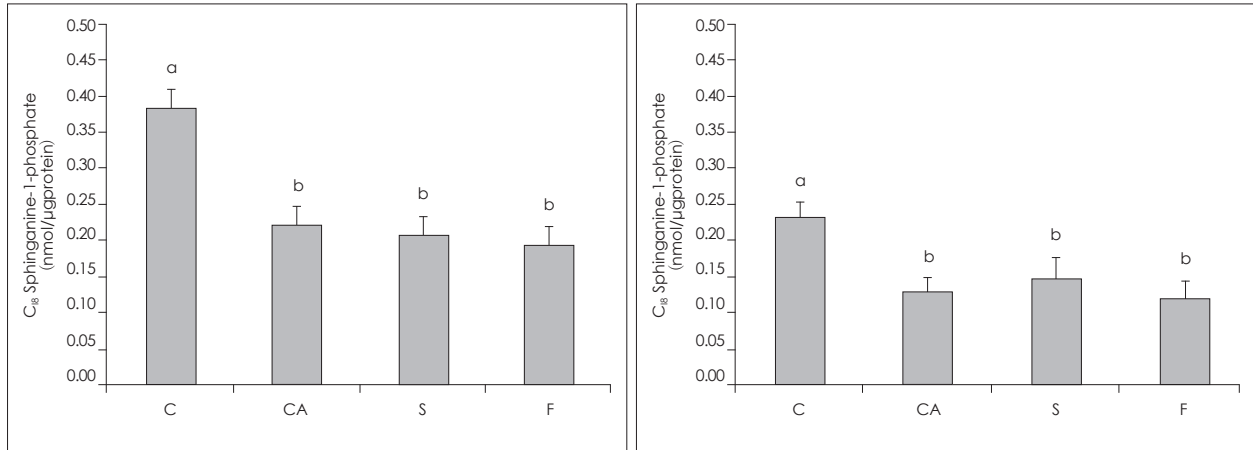 0.50
0.45
0.40
0.35
0.30
0.25
0.20
0.15
0.10
0.05
0.00
C₁₈ Sphinganine-1-phosphate
(nmol/µgprotein)
a
b
b
b
C CA S F
0.50
0.45
0.40
0.35
0.30
0.25
0.20
0.15
0.10
0.05
0.00
C₁₈ Sphinganine-1-phosphate
(nmol/µgprotein)
a
b
b
b
C CA S F